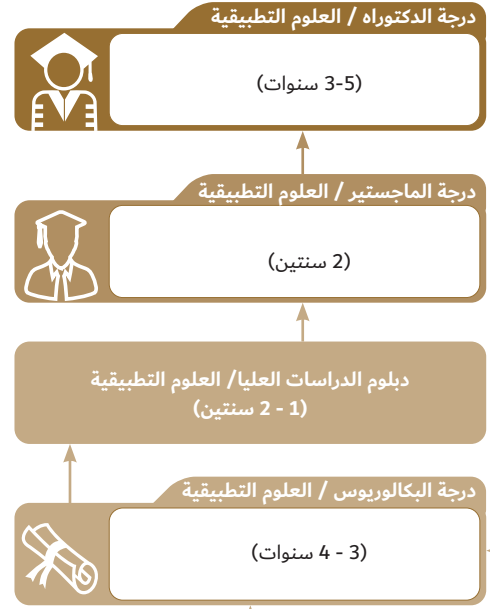 درجة الدكتوراه / العلوم التطبيقية
(3-5 سنوات)
درجة الماجستير / العلوم التطبيقية
(2 سنتين)
دبلوم الدراسات العليا/ العلوم التطبيقية
(1 - 2 سنتين)
درجة البكالوريوس / العلوم التطبيقية
(3 - 4 سنوات)